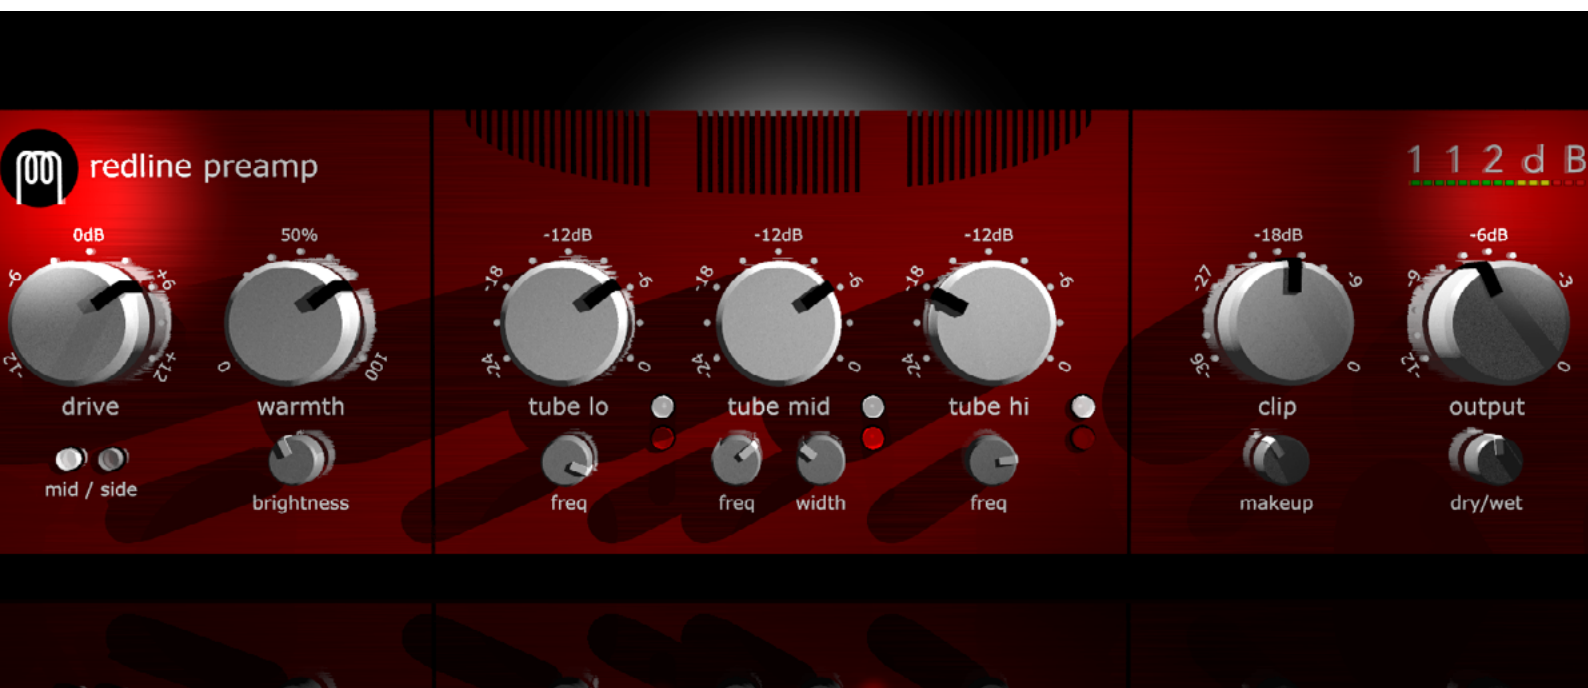 redline preamp
112dB
0dB
-6
+6
-12
+12
drive
50%
0
100
warmth
-12dB
-18
-6
-24
0
tube lo
-12dB
-18
-6
-24
0
tube mid
-12dB
-18
-6
-24
0
tube hi
-18dB
-27
-9
-36
0
clip
-6dB
-9
-3
-12
0
output
mid / side
brightness
freq
freq
width
freq
makeup
dry/wet